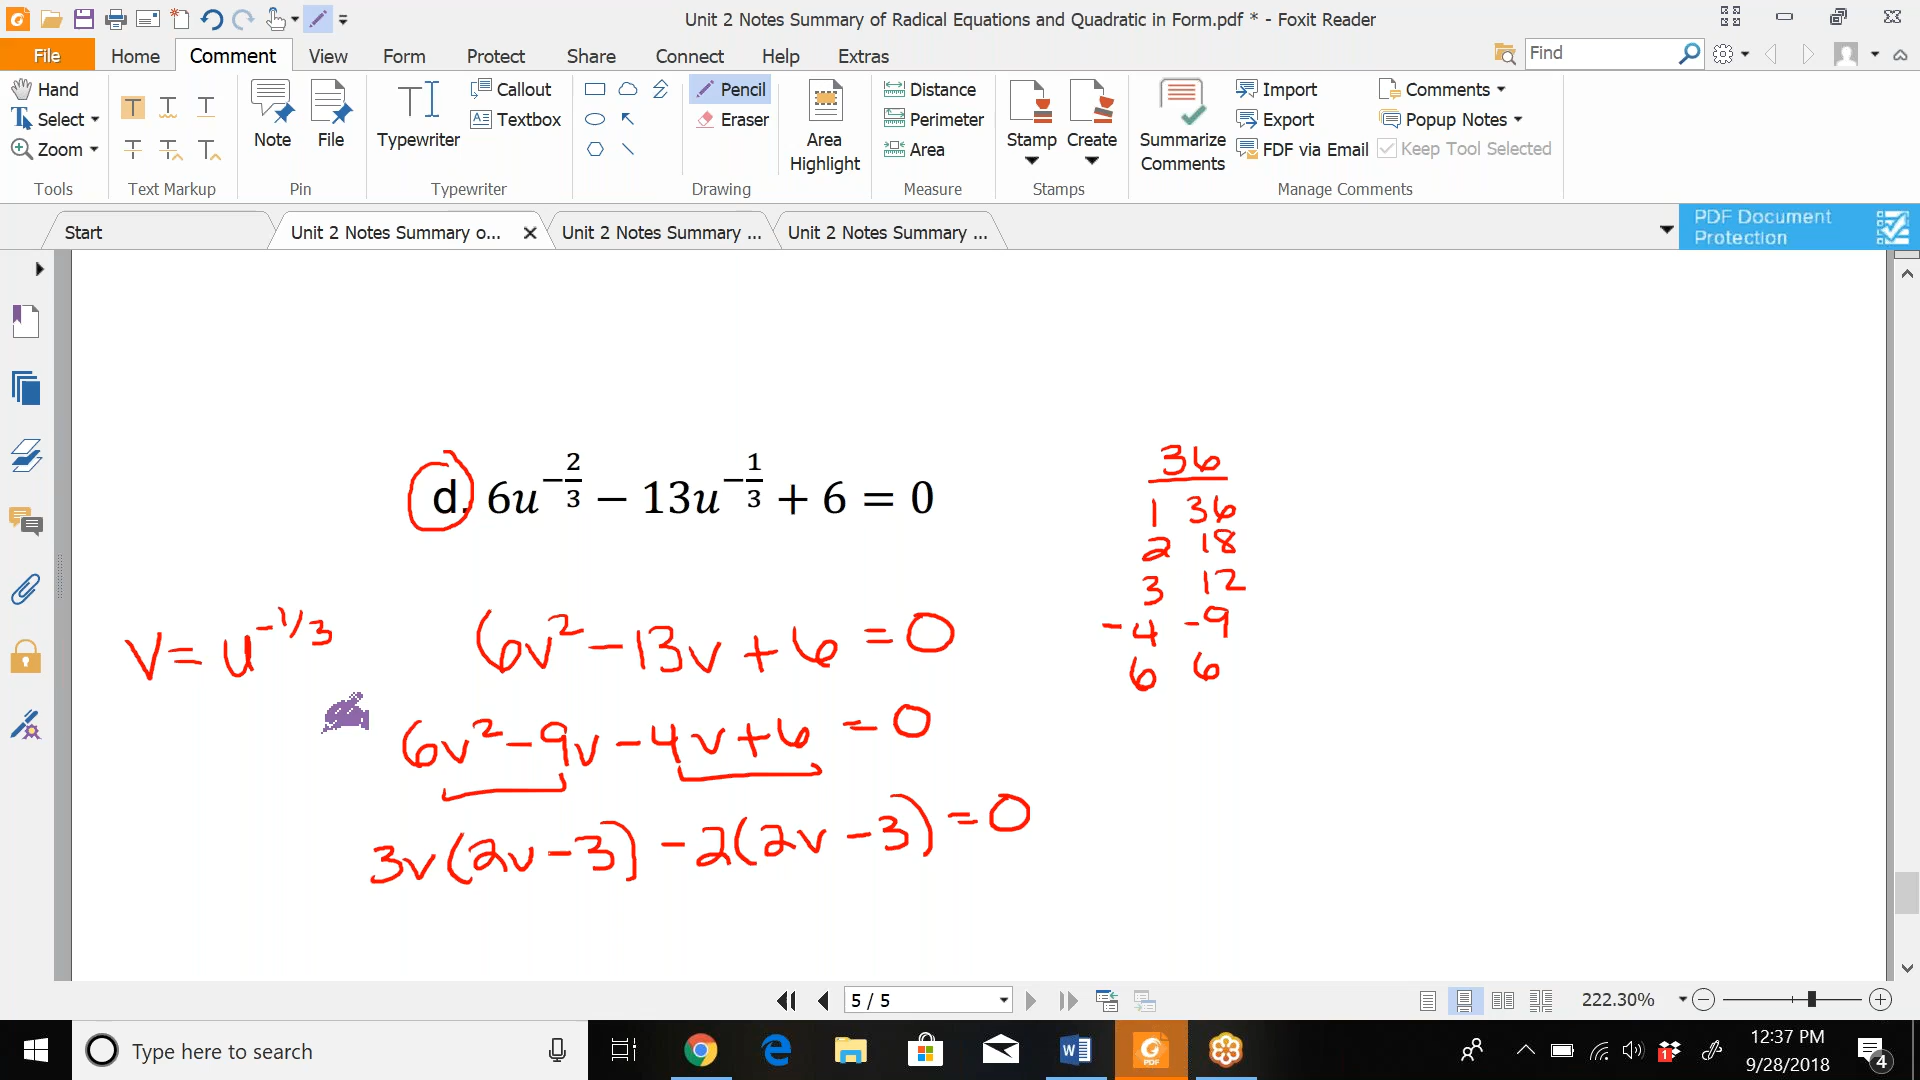 Unit 2 Notes Summary of Radical Equations and Quadratic in Form.pdf * - Foxit Reader
File Home Comment View Form Protect Share Connect Help Extras Find
Hand
Select
Zoom
Tools
Text Markup
Note
File
Pin
Typewriter
Callout
Textbox
Typewriter
Pencil
Eraser
Drawing
Area Highlight
Distance
Perimeter
Area
Measure
Stamp
Create
Stamps
Summarize Comments
Import
Export
FDF via Email
Comments
Popup Notes
Keep Tool Selected
Manage Comments
Start Unit 2 Notes Summary o... Unit 2 Notes Summary ... Unit 2 Notes Summary ...
PDF Document Protection
d. 6u^{-2/3} − 13u^{-1/3} + 6 = 0
36
1 36
2 18
3 12
-4 -9
6 6
V = u^{-1/3}
6v² − 13v + 6 = 0
6v² − 9v − 4v + 6 = 0
3v(2v − 3) − 2(2v − 3) = 0
5 / 5
222.30%
Type here to search
12:37 PM
9/28/2018
1
4